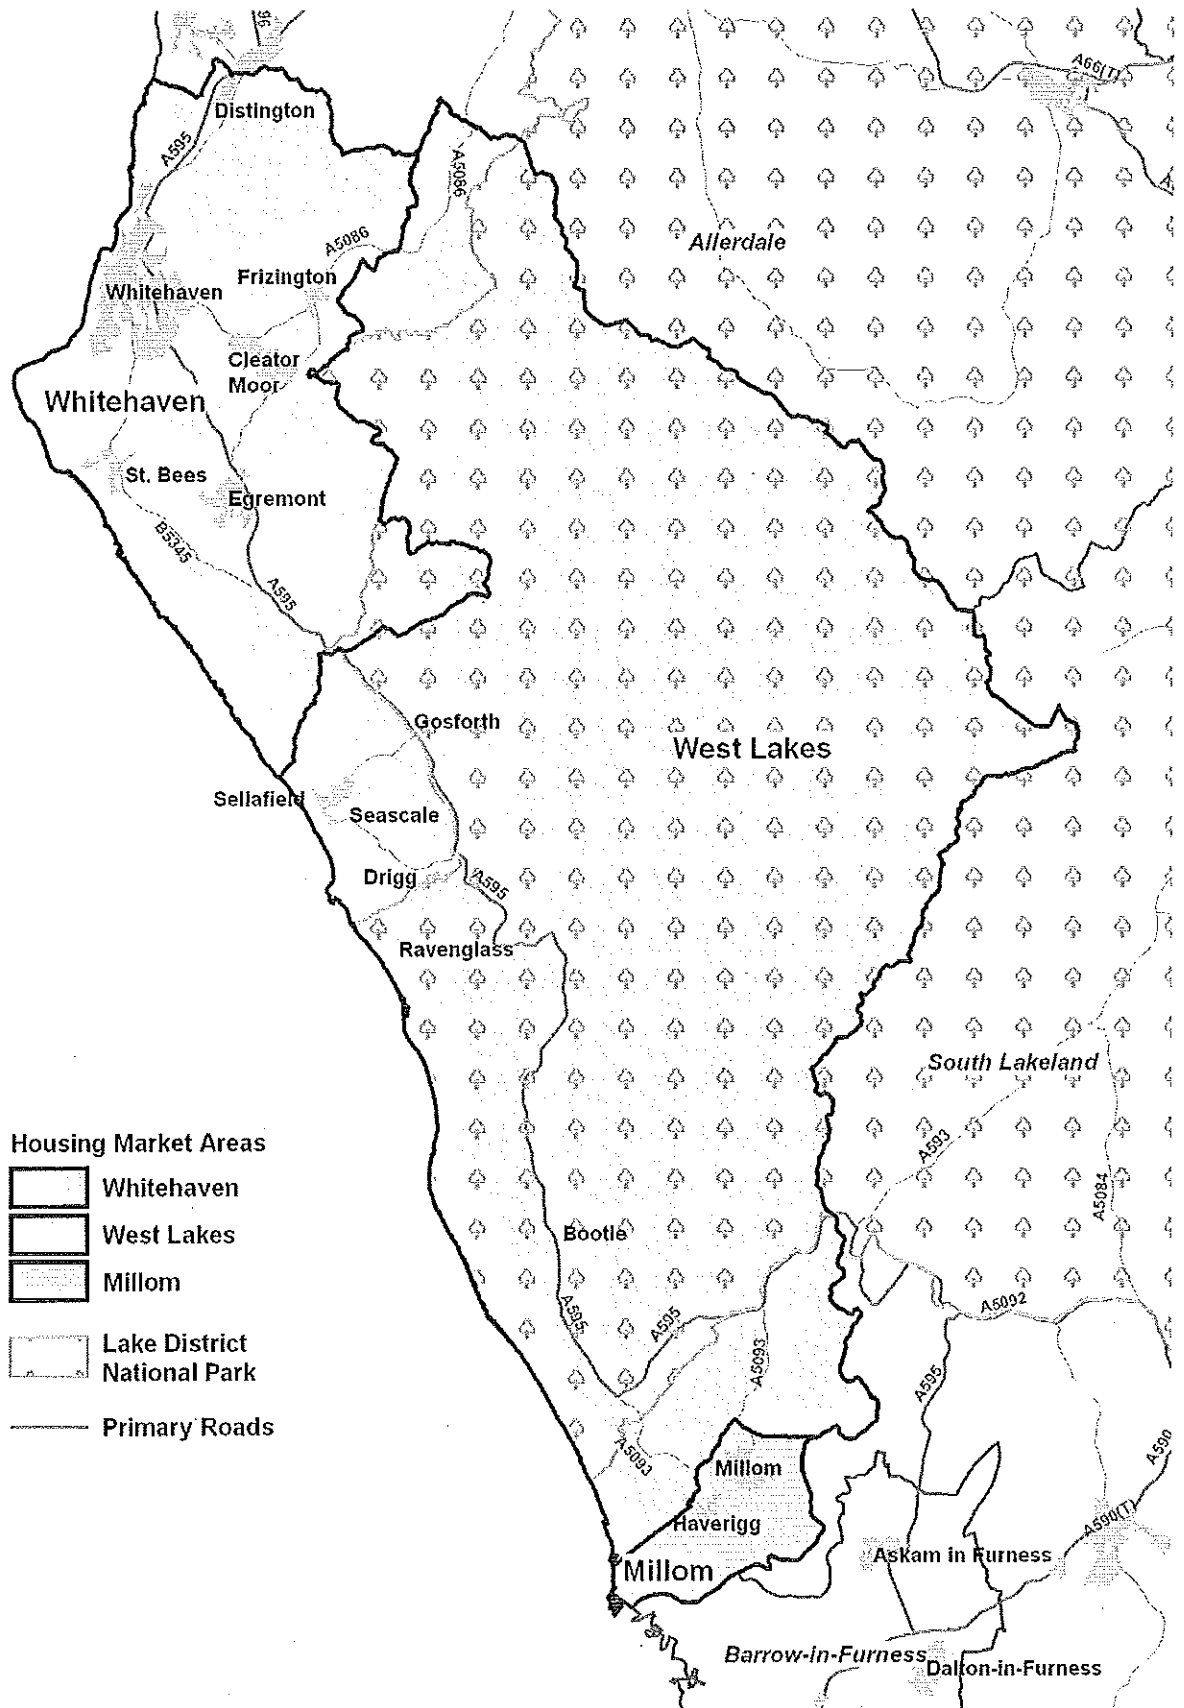 96
A66(T)
Distington
A595
A5086
A5086
Allerdale
Frizington
Whitehaven
Cleator
Moor
Whitehaven
St. Bees
Egremont
B5345
A595
Gosforth
West Lakes
Sellafield
Seascale
Drigg
A595
Ravenglass
South Lakeland
A593
A5084
Bootle
A595
A595
A5093
A5092
A595
A5093
Millom
Haverigg
Millom
A590
A590(T)
Askam in Furness
Barrow-in-Furness
Dalton-in-Furness
Housing Market Areas
Whitehaven
West Lakes
Millom
Lake District
National Park
Primary Roads